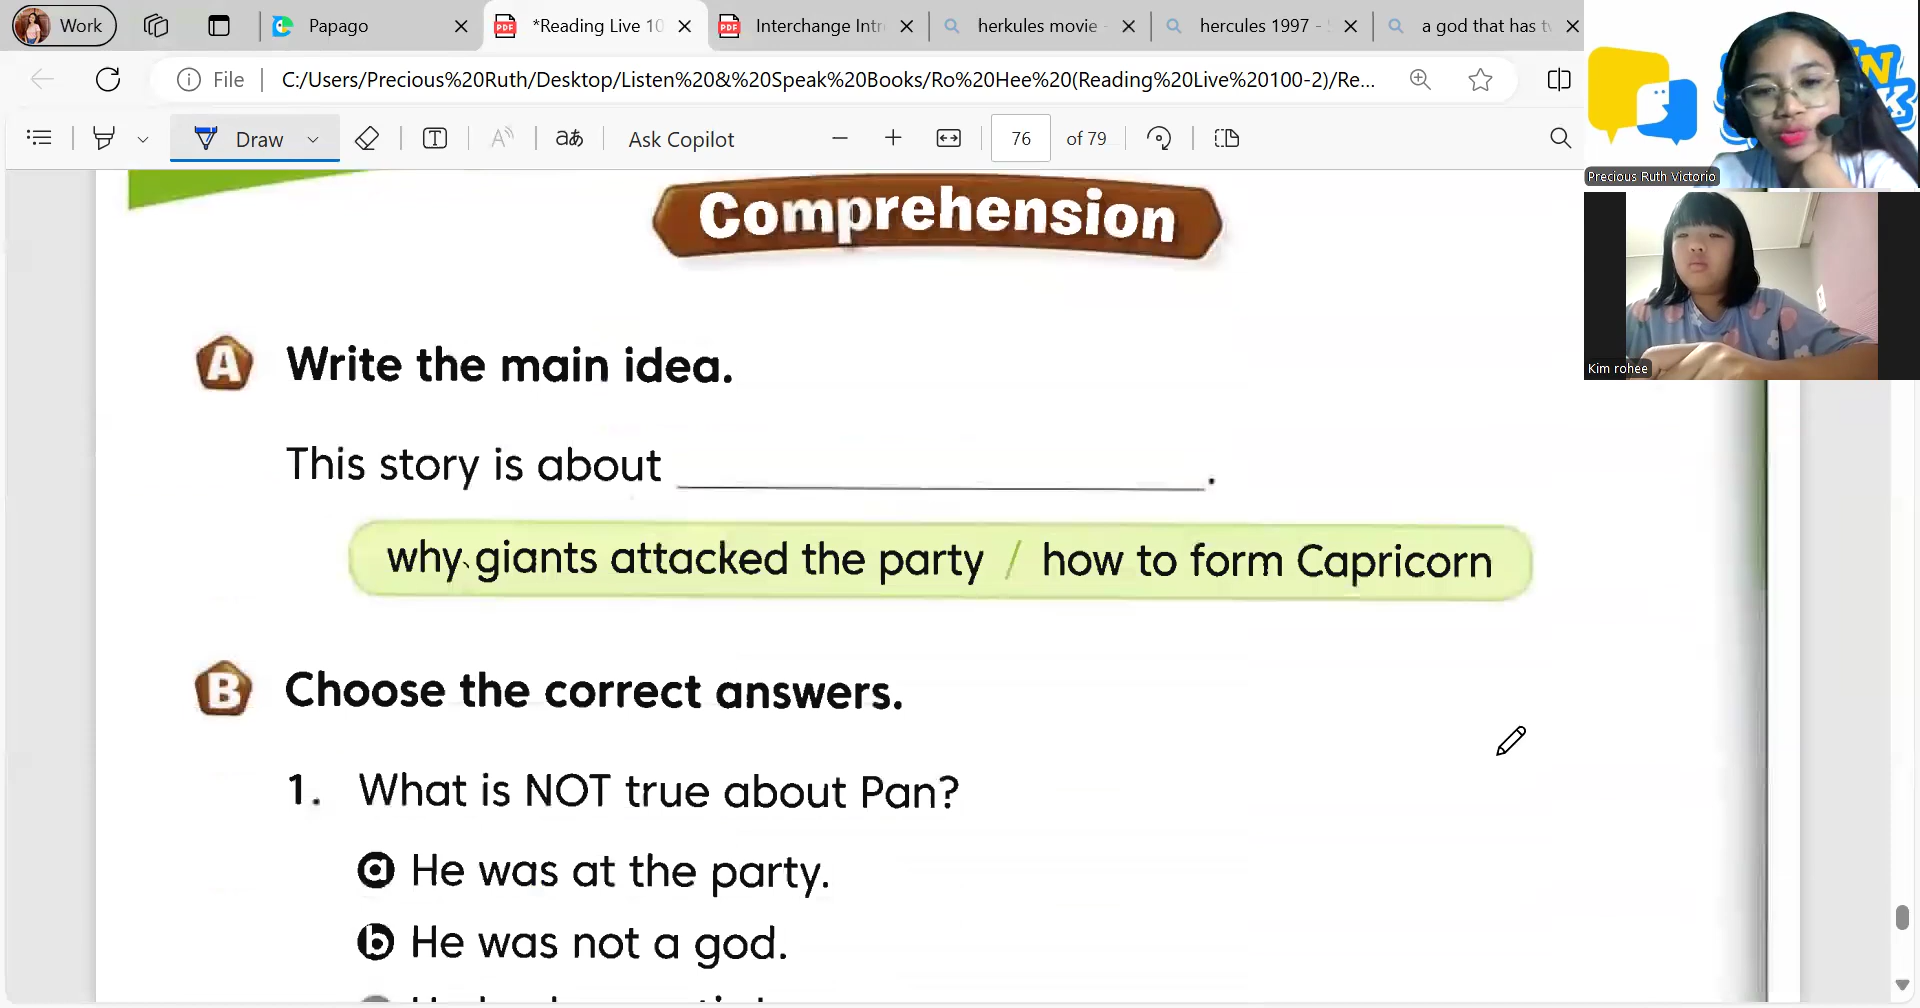 Work
Papago
*Reading Live 10
Interchange Intr
herkules movie -
hercules 1997 -
a god that has tw
File
C:/Users/Precious%20Ruth/Desktop/Listen%20&%20Speak%20Books/Ro%20Hee%20(Reading%20Live%20100-2)/Re...
Draw
Ask Copilot
76
of 79
Precious Ruth Victorio
Kim rohee
Comprehension
A Write the main idea.
This story is about ____________________.
why giants attacked the party / how to form Capricorn
B Choose the correct answers.
1. What is NOT true about Pan?
a He was at the party.
b He was not a god.